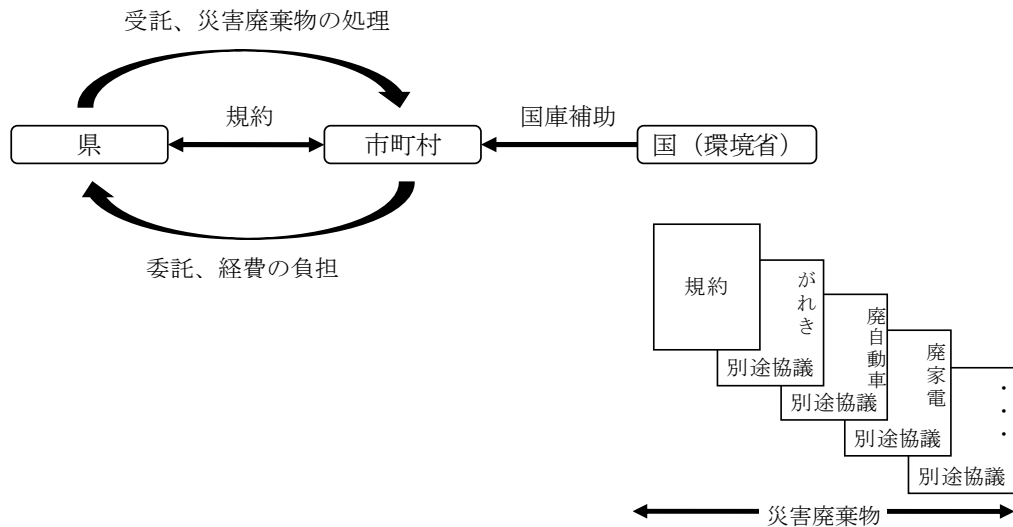 受託、災害廃棄物の処理
規約
国庫補助
県
市町村
国（環境省）
委託、経費の負担
規約
がれき
別途協議
廃自動車
別途協議
廃家電
別途協議
・・・
別途協議
災害廃棄物